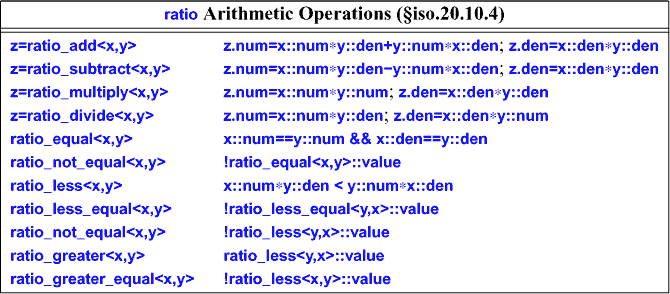 ratio Arithmetic Operations (§iso.20.10.4)
z=ratio_add<x,y> z.num=x::num∗y::den+y::num∗x::den; z.den=x::den∗y::den
z=ratio_subtract<x,y> z.num=x::num∗y::den−y::num∗x::den; z.den=x::den∗y::den
z=ratio_multiply<x,y> z.num=x::num∗y::num; z.den=x::den∗y::den
z=ratio_divide<x,y> z.num=x::num∗y::den; z.den=x::den∗y::num
ratio_equal<x,y> x::num==y::num && x::den==y::den
ratio_not_equal<x,y> !ratio_equal<x,y>::value
ratio_less<x,y> x::num∗y::den < y::num∗x::den
ratio_less_equal<x,y> !ratio_less_equal<y,x>::value
ratio_not_equal<x,y> !ratio_less<y,x>::value
ratio_greater<x,y> ratio_less<y,x>::value
ratio_greater_equal<x,y> !ratio_less<x,y>::value